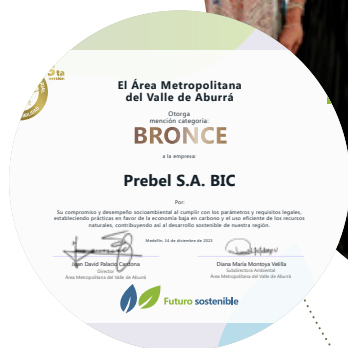 El Área Metropolitana
del Valle de Aburrá
Otorga
mención categoría:
BRONCE
a la empresa:
Prebel S.A. BIC
Por:
Su compromiso y desempeño socioambiental al cumplir con los parámetros y requisitos legales,
estableciendo prácticas en favor de la economía baja en carbono y el uso eficiente de los recursos
naturales, contribuyendo así al desarrollo sostenible de nuestra región.
Medellín, 14 de diciembre de 2023
Juan David Palacio Cardona
Director
Área Metropolitana del Valle de Aburrá
Diana María Montoya Velilla
Subdirectora Ambiental
Área Metropolitana del Valle de Aburrá
Futuro sostenible